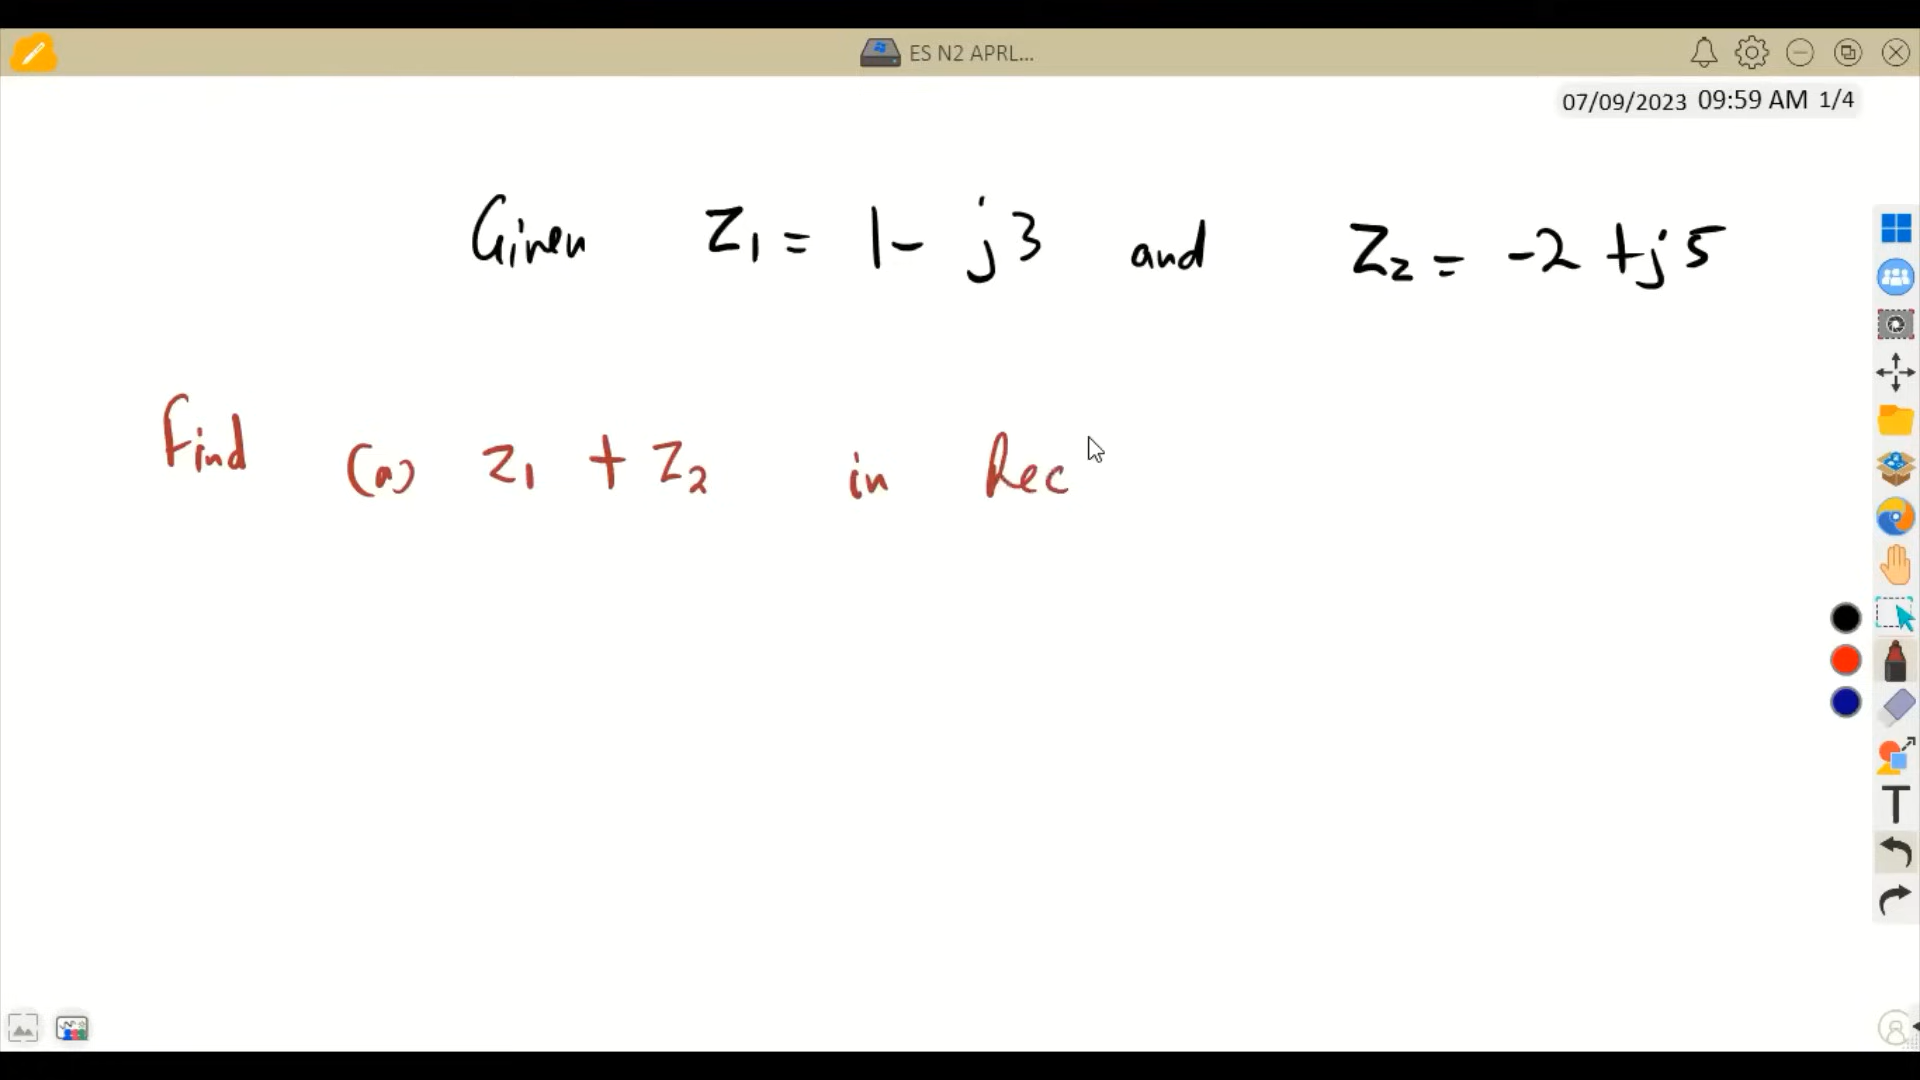 ES N2 APRL...
07/09/2023 09:59 AM 1/4
Given Z1 = 1 - j3 and Z2 = -2 + j5
Find (a) Z1 + Z2 in Rec
T